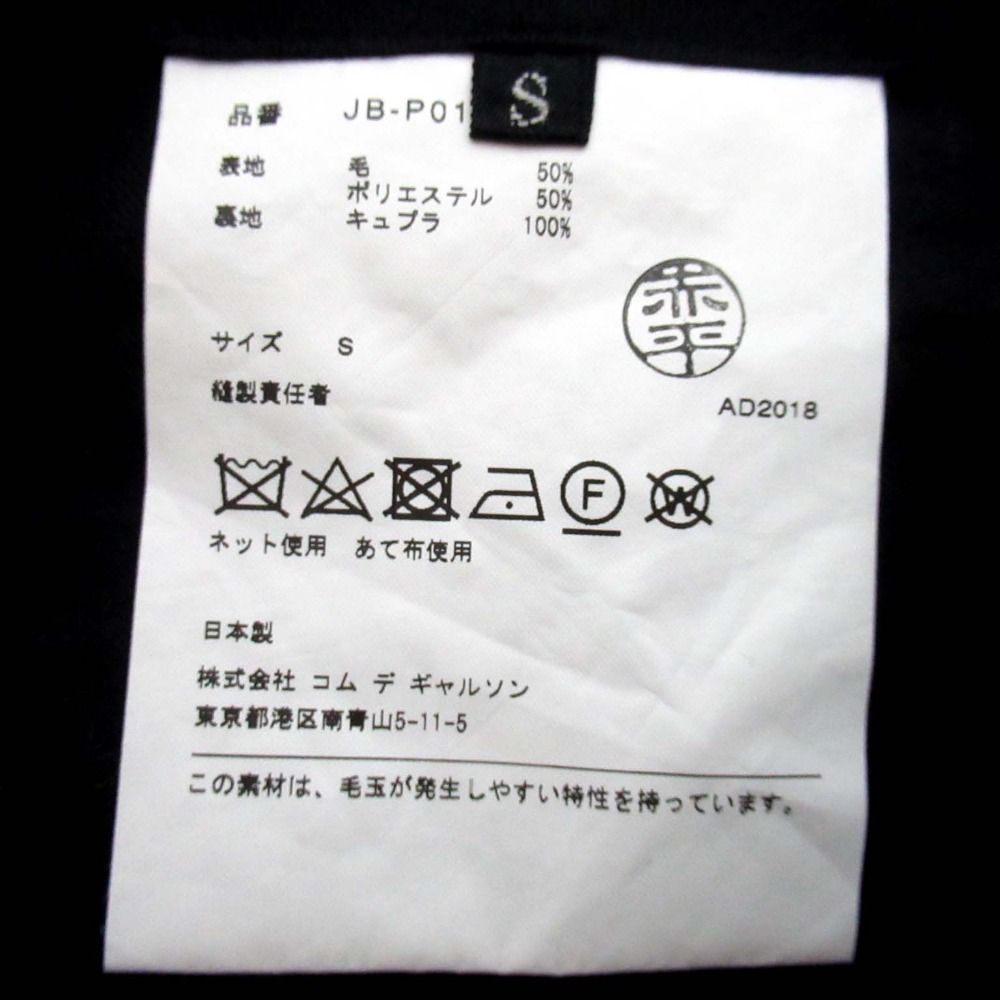 S
品番 JB-P01
表地 毛 50%
ポリエステル 50%
裏地 キュプラ 100%
サイズ S
縫製責任者
AD2018
F W
ネット使用 あて布使用
日本製
株式会社 コム デ ギャルソン
東京都港区南青山5-11-5
この素材は、毛玉が発生しやすい特性を持っています。